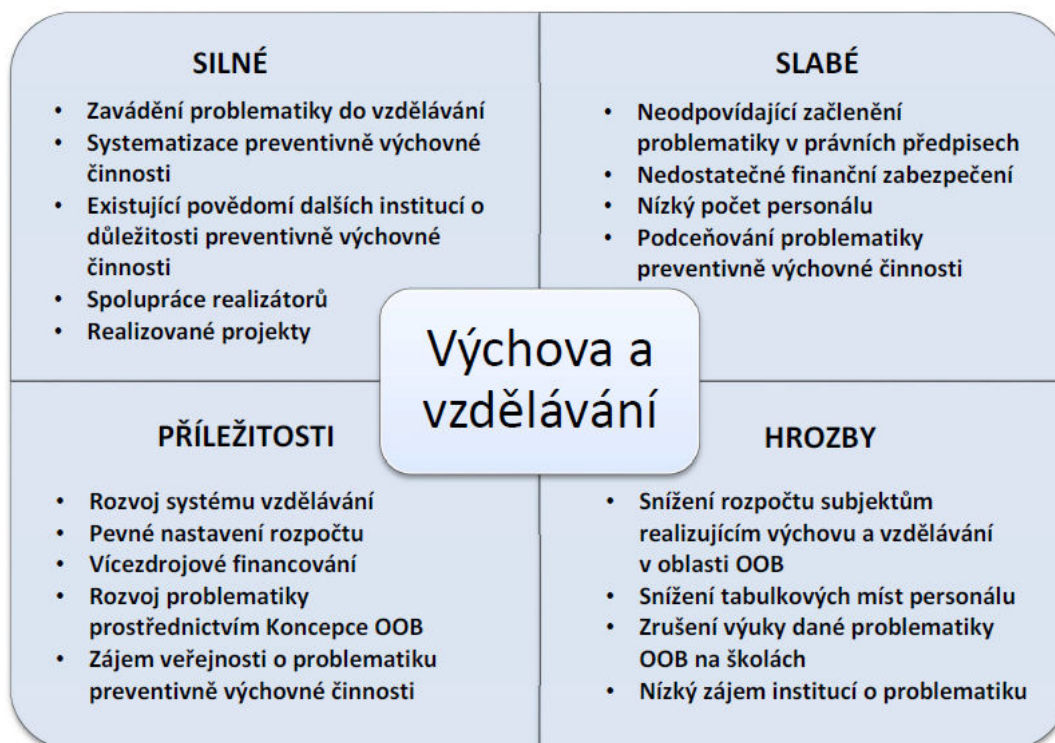 SILNÉ
• Zavádění problematiky do vzdělávání
• Systematizace preventivně výchovné
činnosti
• Existující povědomí dalších institucí o
důležitosti preventivně výchovné
činnosti
• Spolupráce realizátorů
• Realizované projekty
SLABÉ
• Neodpovídající začlenění
problematiky v právních předpisech
• Nedostatečné finanční zabezpečení
• Nízký počet personálu
• Podceňování problematiky
preventivně výchovné činnosti
Výchova a
vzdělávání
PŘÍLEŽITOSTI
• Rozvoj systému vzdělávání
• Pevné nastavení rozpočtu
• Vícezdrojové financování
• Rozvoj problematiky
prostřednictvím Koncepce OOB
• Zájem veřejnosti o problematiku
preventivně výchovné činnosti
HROZBY
• Snížení rozpočtu subjektům
realizujícím výchovu a vzdělávání
v oblasti OOB
• Snížení tabulkových míst personálu
• Zrušení výuky dané problematiky
OOB na školách
• Nízký zájem institucí o problematiku